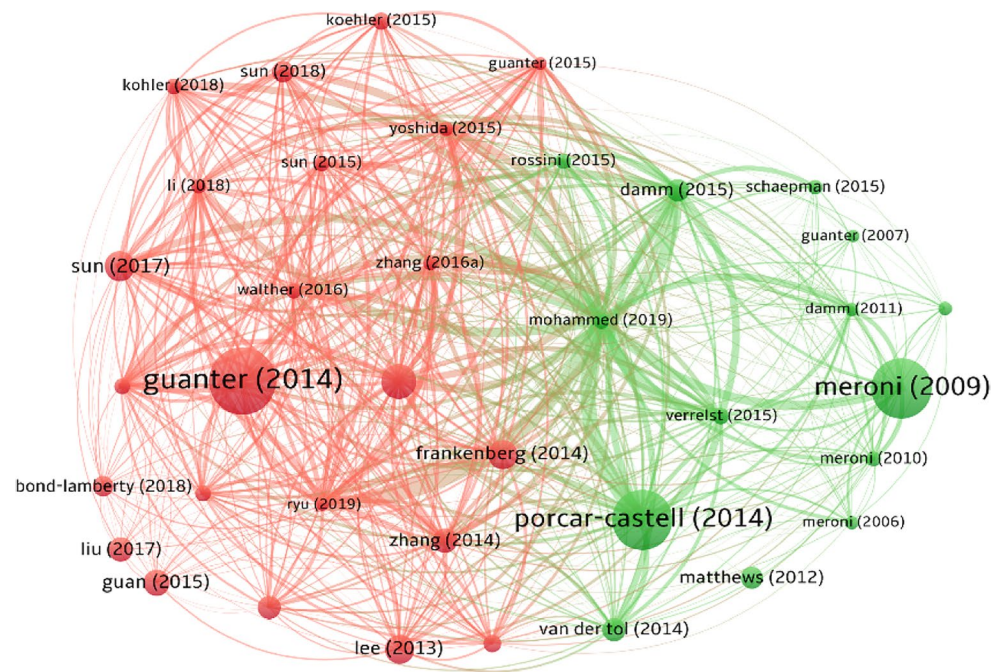 koehler (2015)
guanter (2015)
sun (2018)
kohler (2018)
yoshida (2015)
rossini (2015)
sun (2015)
li (2018)
damm (2015)
schaepman (2015)
guanter (2007)
sun (2017)
zhang (2016a)
walther (2016)
damm (2011)
mohammed (2019)
guanter (2014)
meroni (2009)
verrelst (2015)
frankenberg (2014)
meroni (2010)
bond-lamberty (2018)
ryu (2019)
porcar-castell (2014)
meroni (2006)
zhang (2014)
liu (2017)
guan (2015)
matthews (2012)
van der tol (2014)
lee (2013)